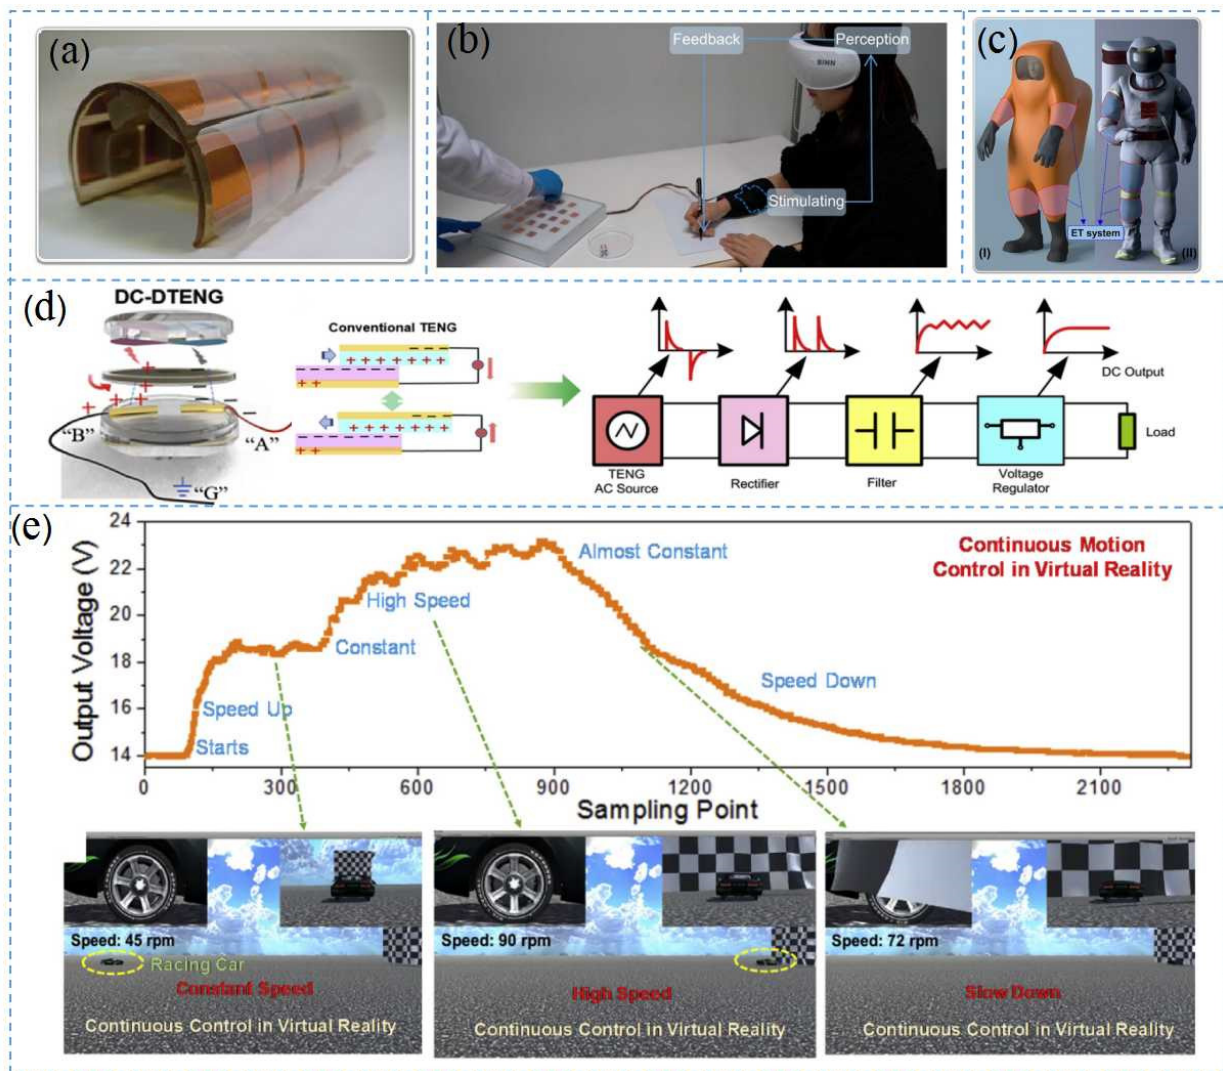 (a)
(b)
Feedback
Perception
BINN
Stimulating
(c)
ET system
(I)
(II)
(d)
DC-DTENG
+
−
“B”
“A”
“G”
Conventional TENG
+ + + + + + +
+ +
+ + + + + + +
+ +
DC Output
TENG
AC Source
Rectifier
Filter
Voltage
Regulator
Load
(e)
Output Voltage (V)
24
22
20
18
16
14
Starts
Speed Up
Constant
High Speed
Almost Constant
Speed Down
Continuous Motion
Control in Virtual Reality
0 300 600 900 1200 1500 1800 2100
Sampling Point
Speed: 45 rpm
Racing Car
Constant Speed
Continuous Control in Virtual Reality
Speed: 90 rpm
High Speed
Continuous Control in Virtual Reality
Speed: 72 rpm
Slow Down
Continuous Control in Virtual Reality